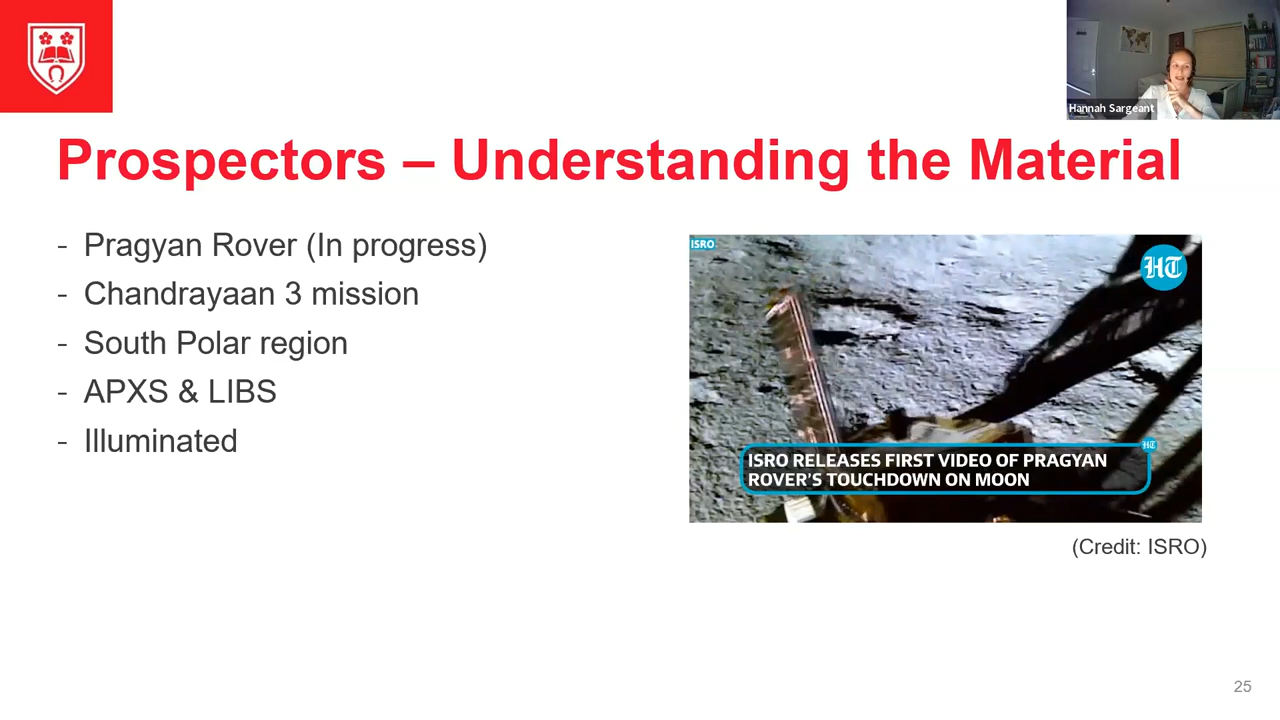 Hannah Sargeant
Prospectors – Understanding the Material
- Pragyan Rover (In progress)
- Chandrayaan 3 mission
- South Polar region
- APXS & LIBS
- Illuminated
ISRO
HT
HT
ISRO RELEASES FIRST VIDEO OF PRAGYAN
ROVER'S TOUCHDOWN ON MOON
(Credit: ISRO)
25